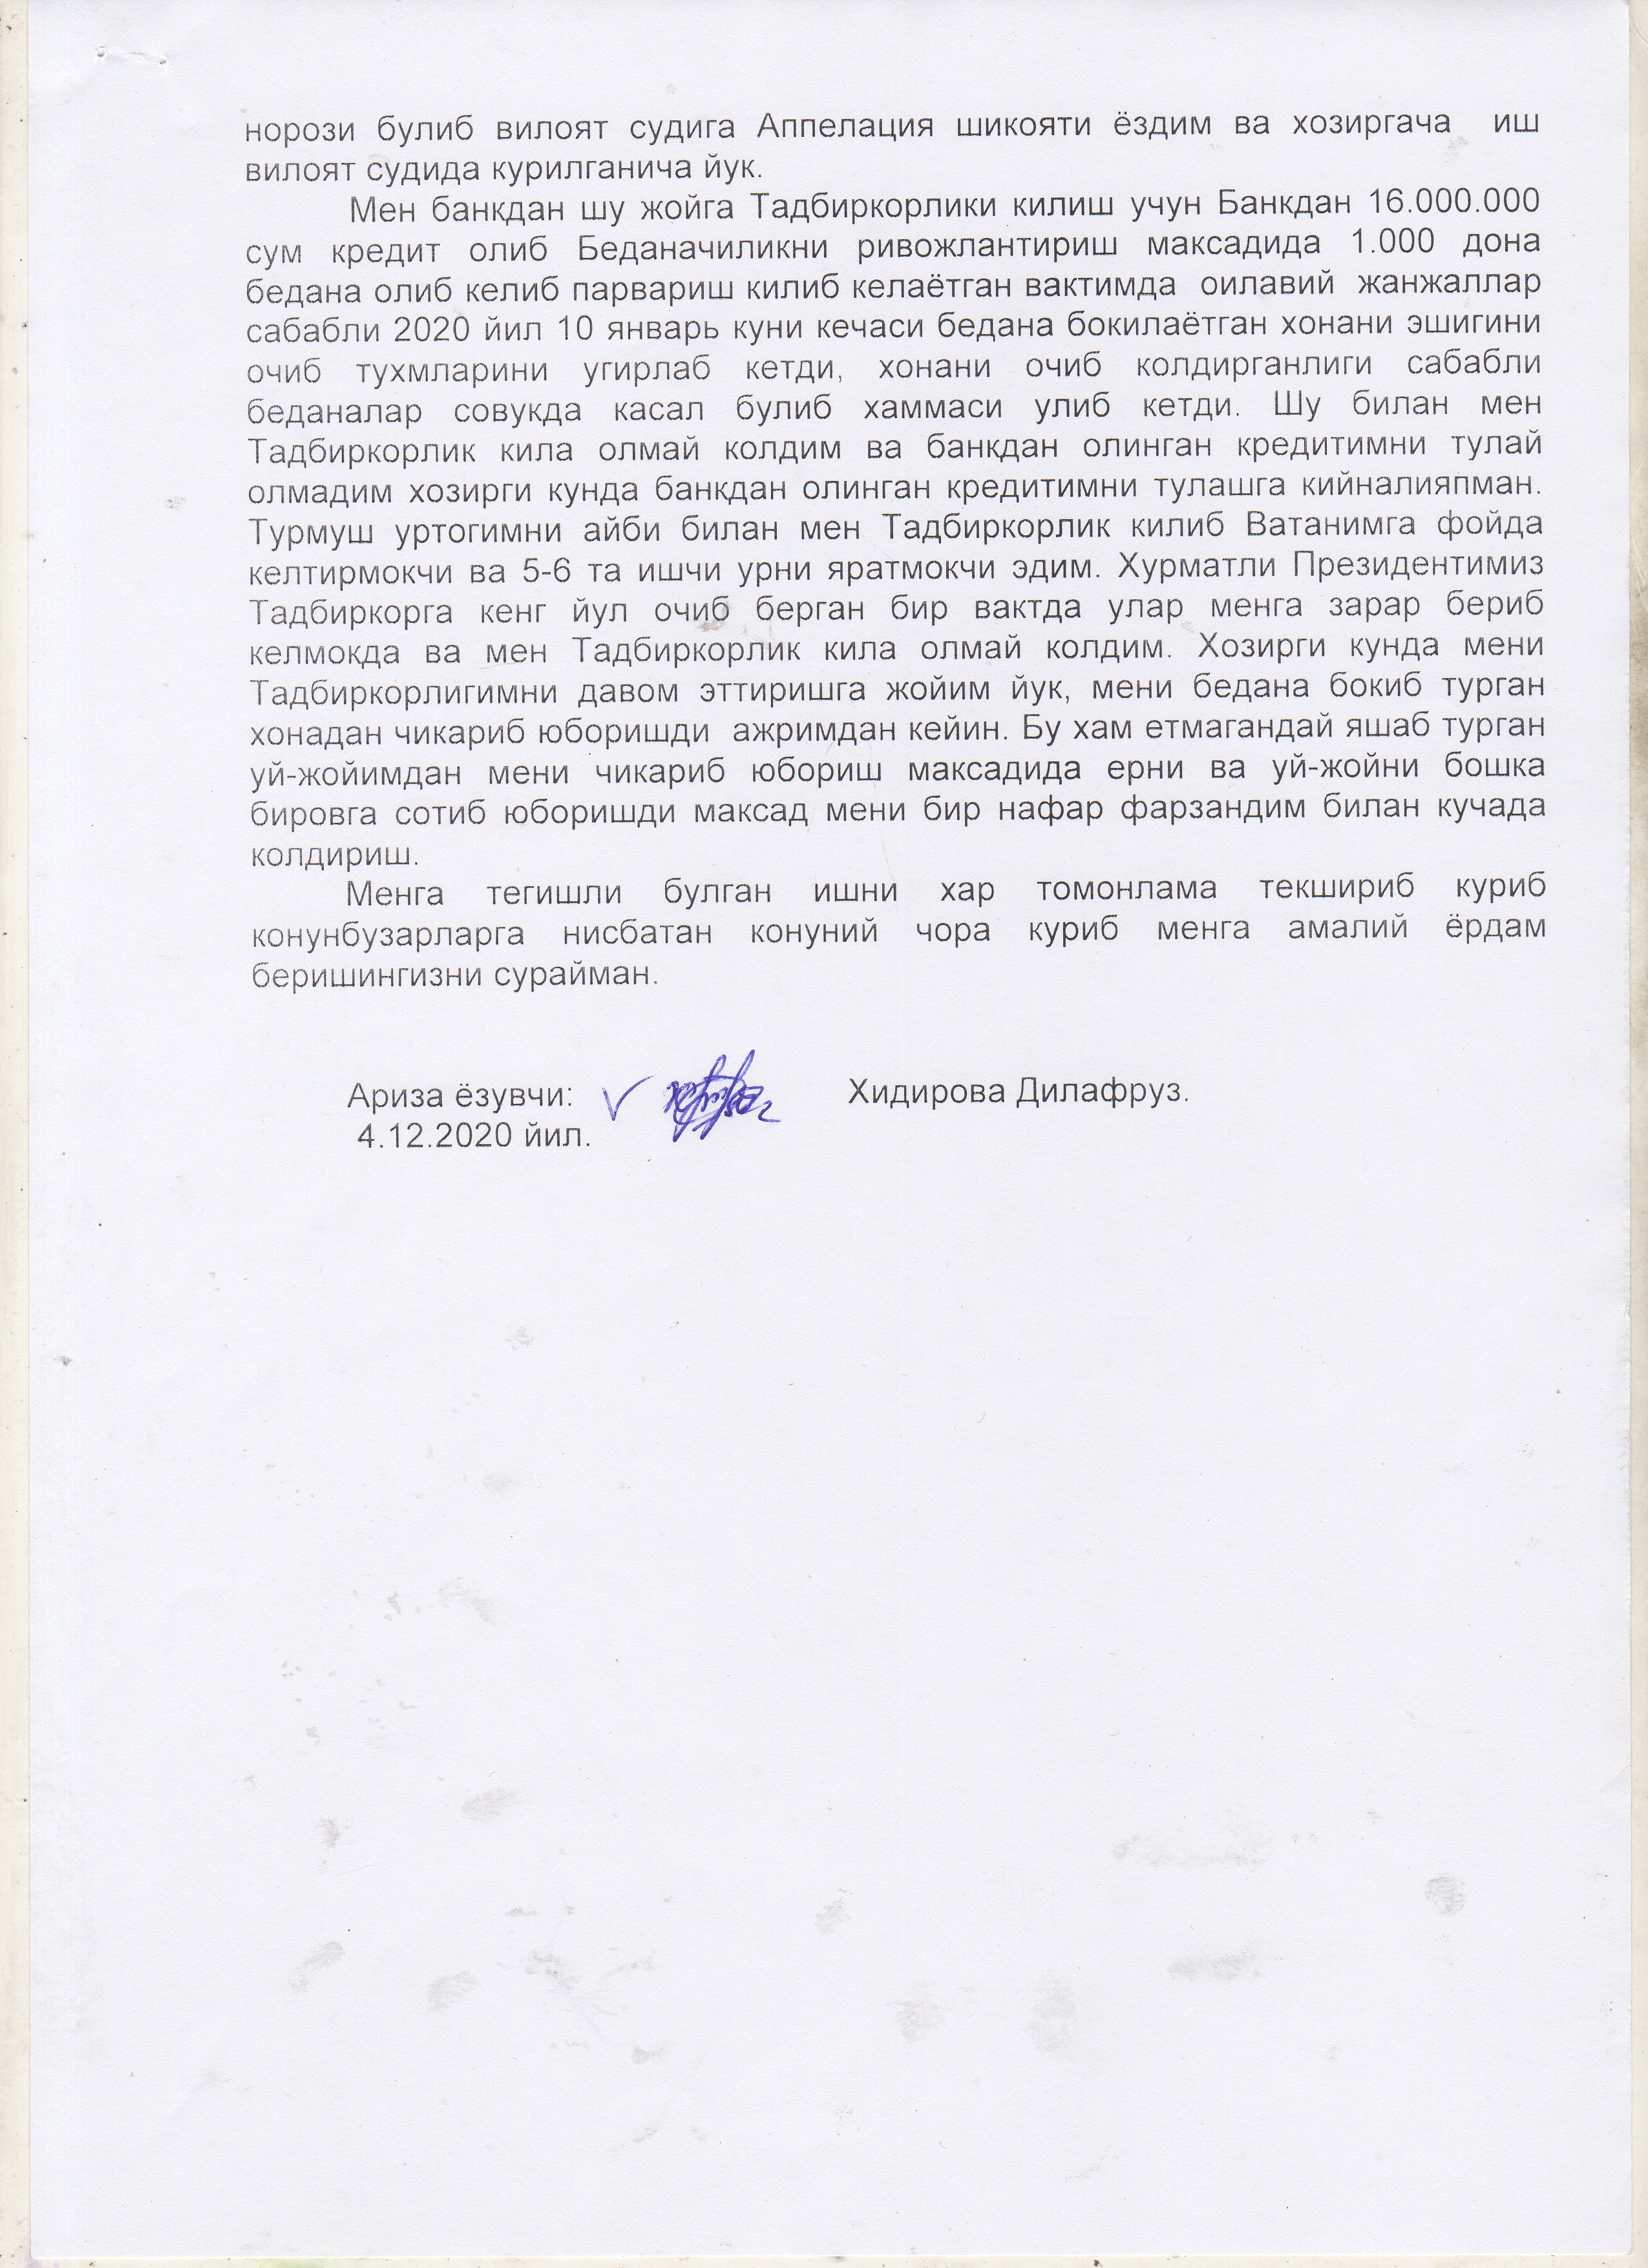 норози булиб вилоят судига Аппелация шикояти ёздим ва хозиргача иш
вилоят судида курилганича йук.
Мен банкдан шу жойга Тадбиркорлики килиш учун Банкдан 16.000.000
сум кредит олиб Беданачиликни ривожлантириш максадида 1.000 дона
бедана олиб келиб парвариш килиб келаётган вактимда оилавий жанжаллар
сабабли 2020 йил 10 январь куни кечаси бедана бокилаётган хонани эшигини
очиб тухмларини угирлаб кетди, хонани очиб колдирганлиги сабабли
беданалар совукда касал булиб хаммаси улиб кетди. Шу билан мен
Тадбиркорлик кила олмай колдим ва банкдан олинган кредитимни тулай
олмадим хозирги кунда банкдан олинган кредитимни тулашга кийналияпман.
Турмуш уртогимни айби билан мен Тадбиркорлик килиб Ватанимга фойда
келтирмокчи ва 5-6 та ишчи урни яратмокчи эдим. Хурматли Президентимиз
Тадбиркорга кенг йул очиб берган бир вактда улар менга зарар бериб
келмокда ва мен Тадбиркорлик кила олмай колдим. Хозирги кунда мени
Тадбиркорлигимни давом эттиришга жойим йук, мени бедана бокиб турган
хонадан чикариб юборишди ажримдан кейин. Бу хам етмагандай яшаб турган
уй-жойимдан мени чикариб юбориш максадида ерни ва уй-жойни бошка
бировга сотиб юборишди максад мени бир нафар фарзандим билан кучада
колдириш.
Менга тегишли булган ишни хар томонлама текшириб куриб
конунбузарларга нисбатан конуний чора куриб менга амалий ёрдам
беришингизни сурайман.
Ариза ёзувчи: Хидирова Дилафруз.
4.12.2020 йил.